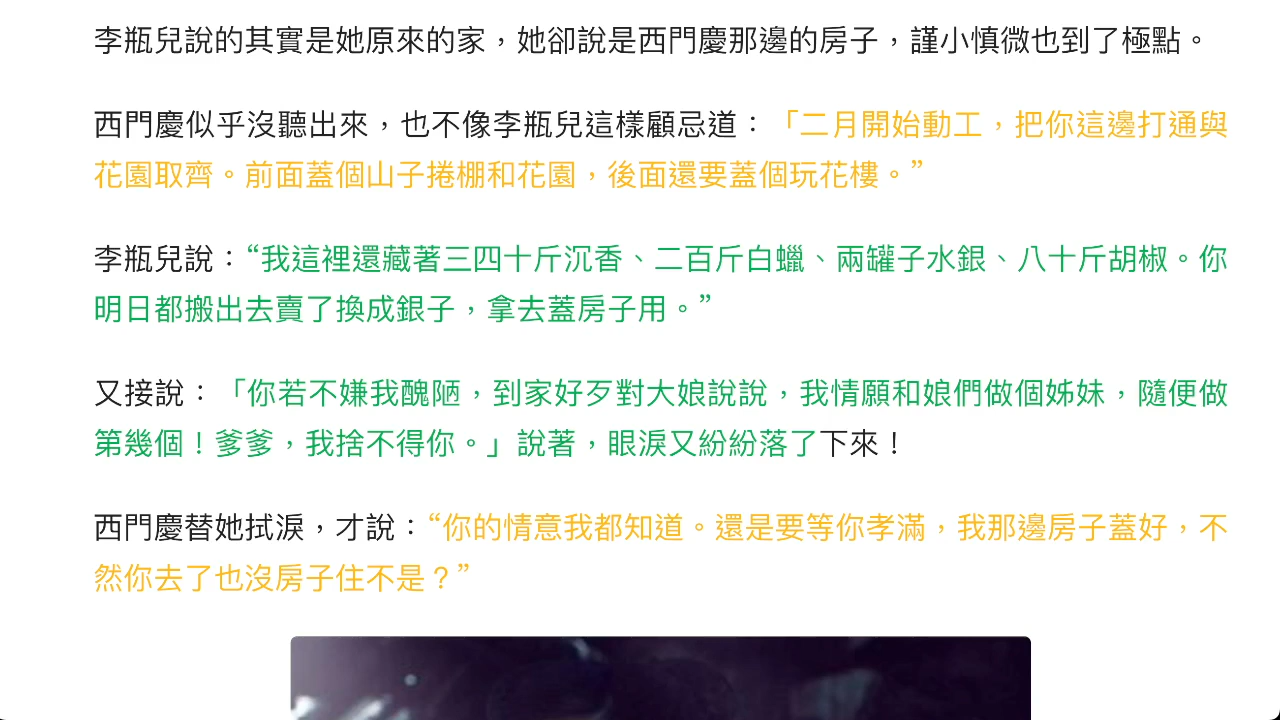 李瓶兒說的其實是她原來的家，她卻說是西門慶那邊的房子，謹小慎微也到了極點。
西門慶似乎沒聽出來，也不像李瓶兒這樣顧忌道：「二月開始動工，把你這邊打通與
花園取齊。前面蓋個山子捲棚和花園，後面還要蓋個玩花樓。”
李瓶兒說：“我這裡還藏著三四十斤沉香、二百斤白蠟、兩罐子水銀、八十斤胡椒。你
明日都搬出去賣了換成銀子，拿去蓋房子用。”
又接說：「你若不嫌我醜陋，到家好歹對大娘說說，我情願和娘們做個姊妹，隨便做
第幾個！爹爹，我捨不得你。」說著，眼淚又紛紛落了下來！
西門慶替她拭淚，才說：“你的情意我都知道。還是要等你孝滿，我那邊房子蓋好，不
然你去了也沒房子住不是？”